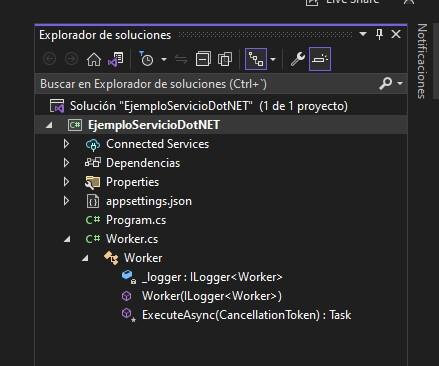 Live Share
Explorador de soluciones
Buscar en Explorador de soluciones (Ctrl+`)
Solución "EjemploServicioDotNET" (1 de 1 proyecto)
C# EjemploServicioDotNET
Connected Services
Dependencias
Properties
appsettings.json
C# Program.cs
C# Worker.cs
Worker
_logger : ILogger<Worker>
Worker(ILogger<Worker>)
ExecuteAsync(CancellationToken) : Task
Notificaciones